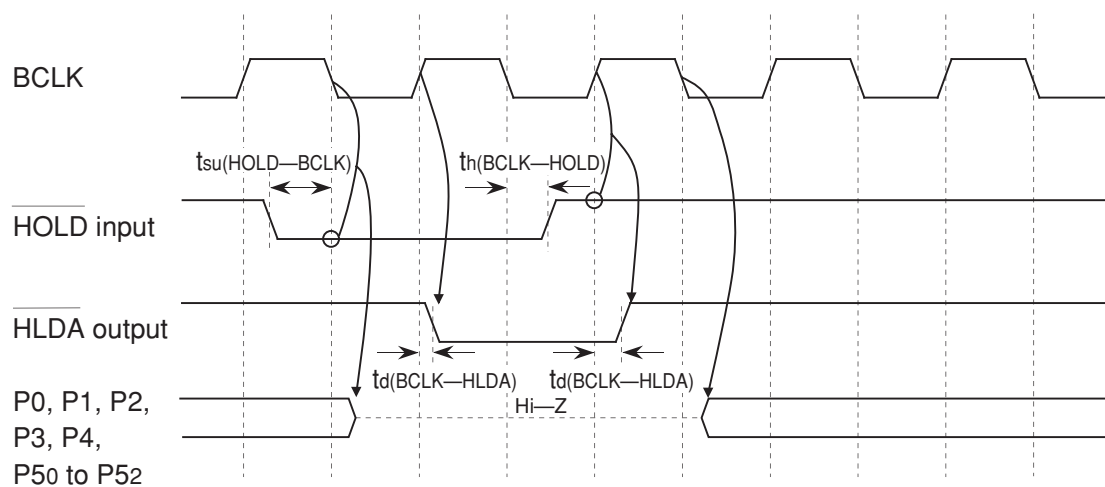 BCLK
tsu(HOLD—BCLK)
th(BCLK—HOLD)
HOLD input
HLDA output
td(BCLK—HLDA)
td(BCLK—HLDA)
Hi—Z
P0, P1, P2,
P3, P4,
P50 to P52